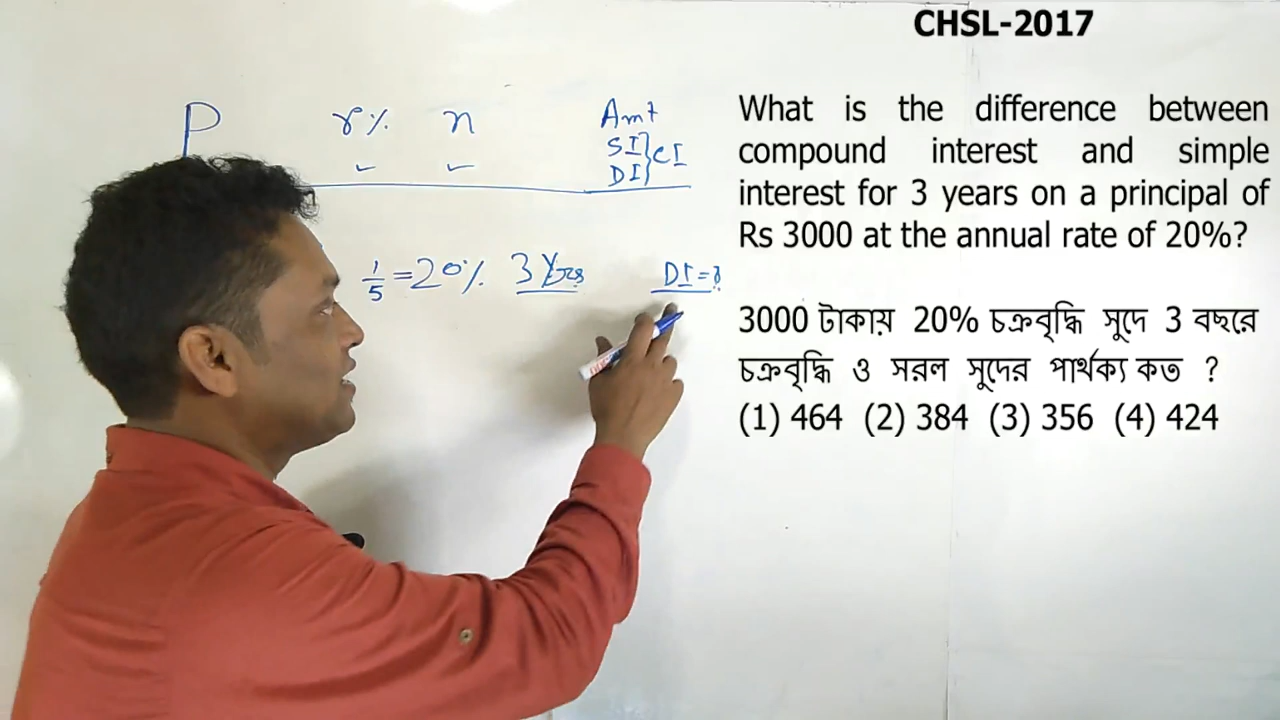 CHSL-2017
P r% n Amt
SI } CI
✓ ✓ DI
1/5 = 20% 3 Yrs DI = ?
What is the difference between
compound interest and simple
interest for 3 years on a principal of
Rs 3000 at the annual rate of 20%?
3000 টাকায় 20% চক্রবৃদ্ধি সুদে 3 বছরে
চক্রবৃদ্ধি ও সরল সুদের পার্থক্য কত ?
(1) 464 (2) 384 (3) 356 (4) 424